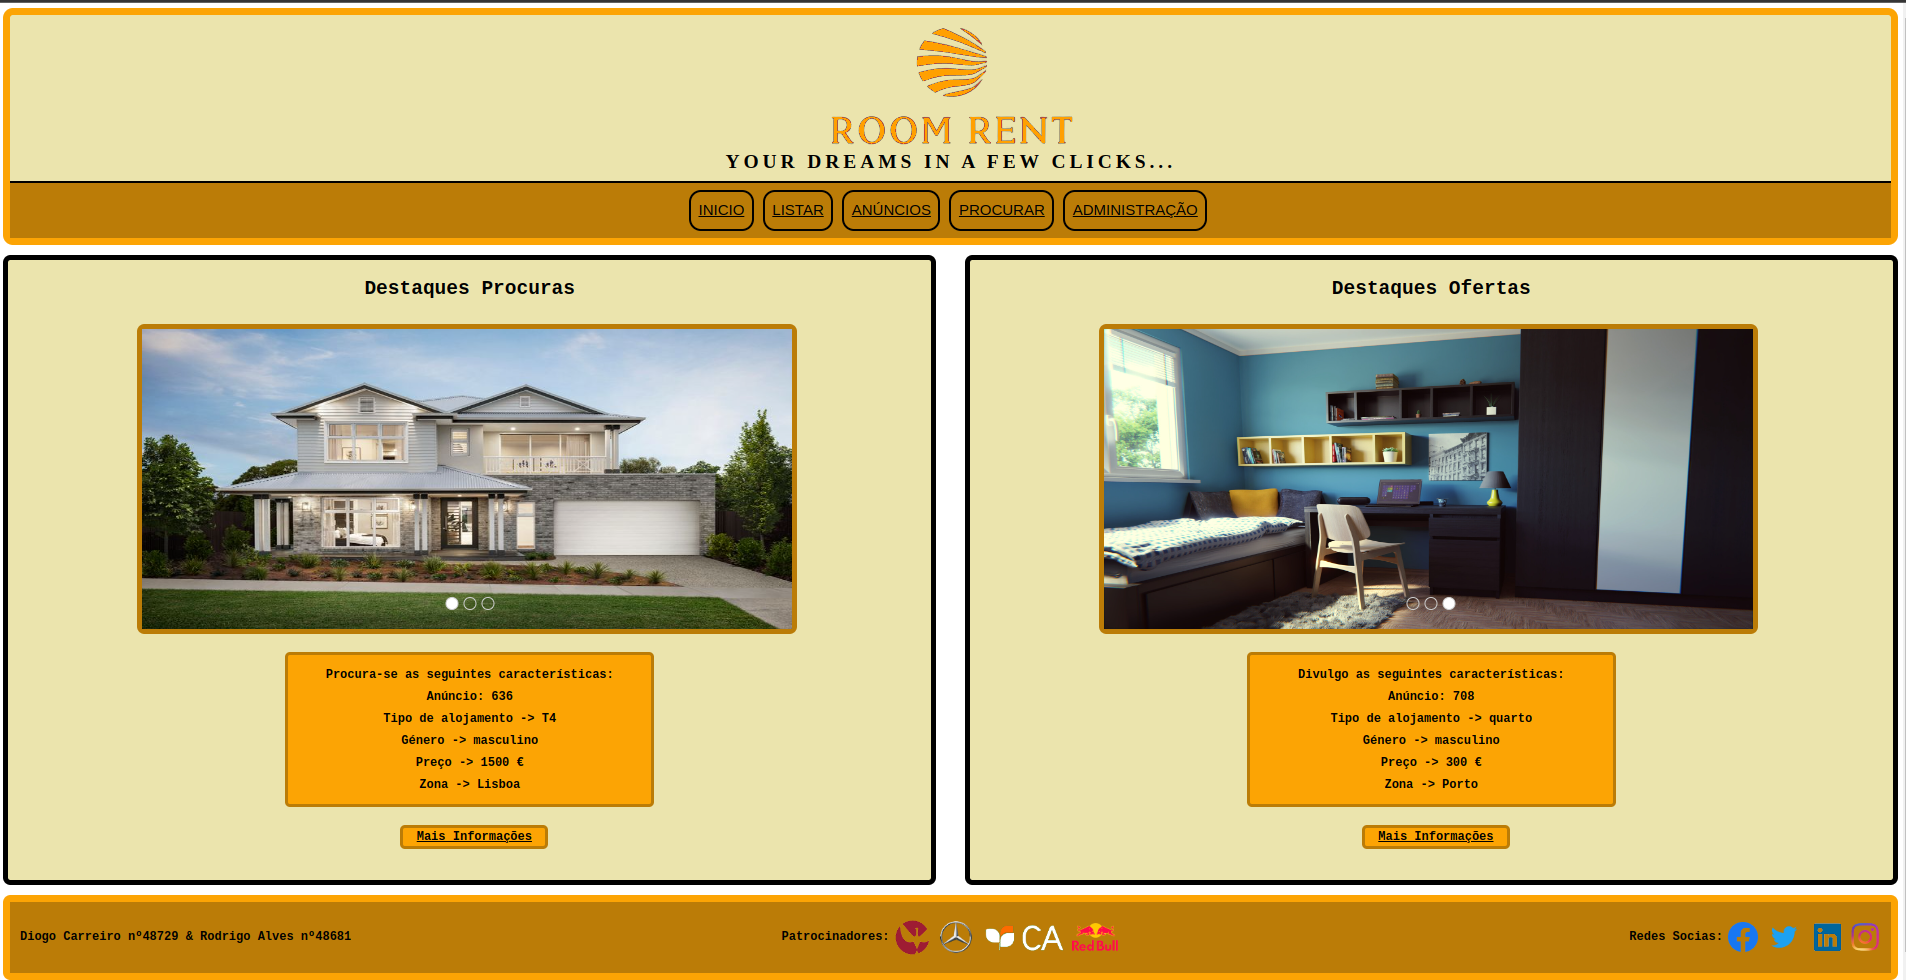 ROOM RENT
YOUR DREAMS IN A FEW CLICKS...
INICIO LISTAR ANÚNCIOS PROCURAR ADMINISTRAÇÃO
Destaques Procuras
Procura-se as seguintes características:
Anúncio: 636
Tipo de alojamento -> T4
Género -> masculino
Preço -> 1500 €
Zona -> Lisboa
Mais Informações
Destaques Ofertas
Divulgo as seguintes características:
Anúncio: 708
Tipo de alojamento -> quarto
Género -> masculino
Preço -> 300 €
Zona -> Porto
Mais Informações
Diogo Carreiro nº48729 & Rodrigo Alves nº48681
Patrocinadores: CA Red Bull
Redes Socias: in